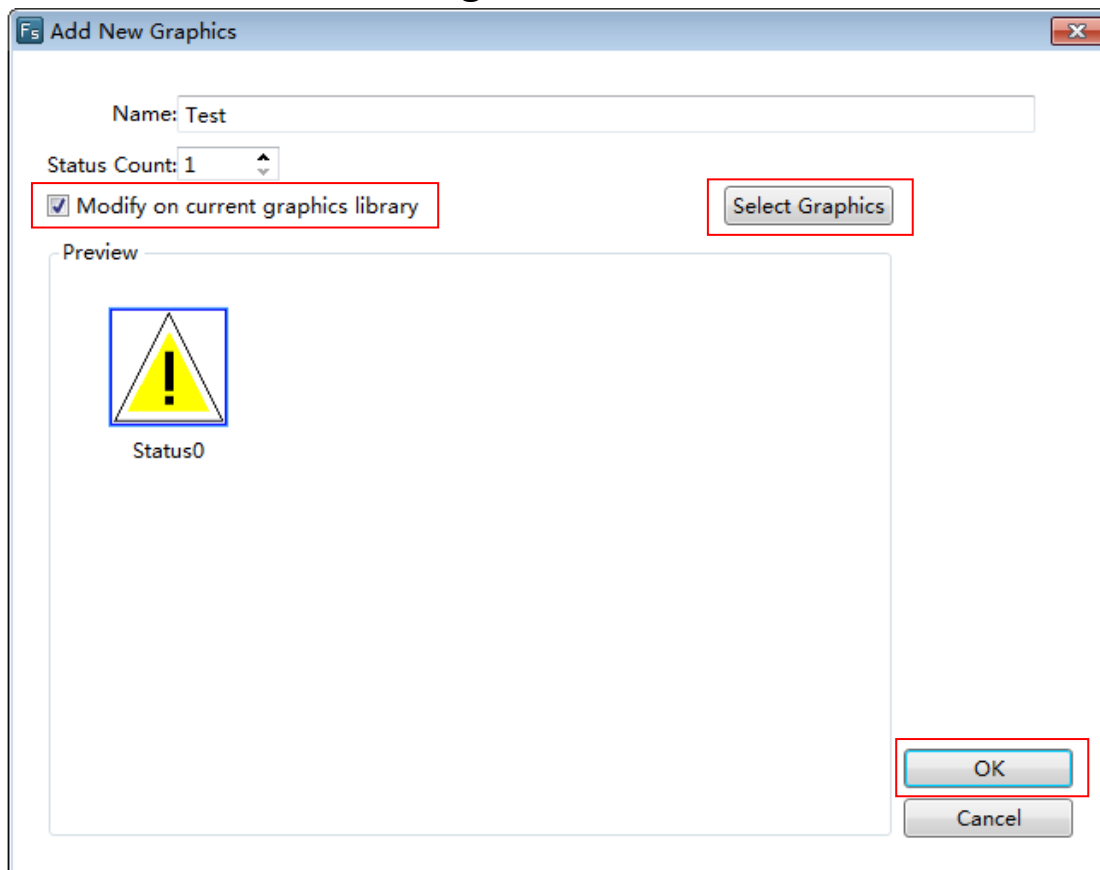 Fs Add New Graphics
Name: Test
Status Count: 1
Modify on current graphics library
Select Graphics
Preview
!
Status0
OK
Cancel